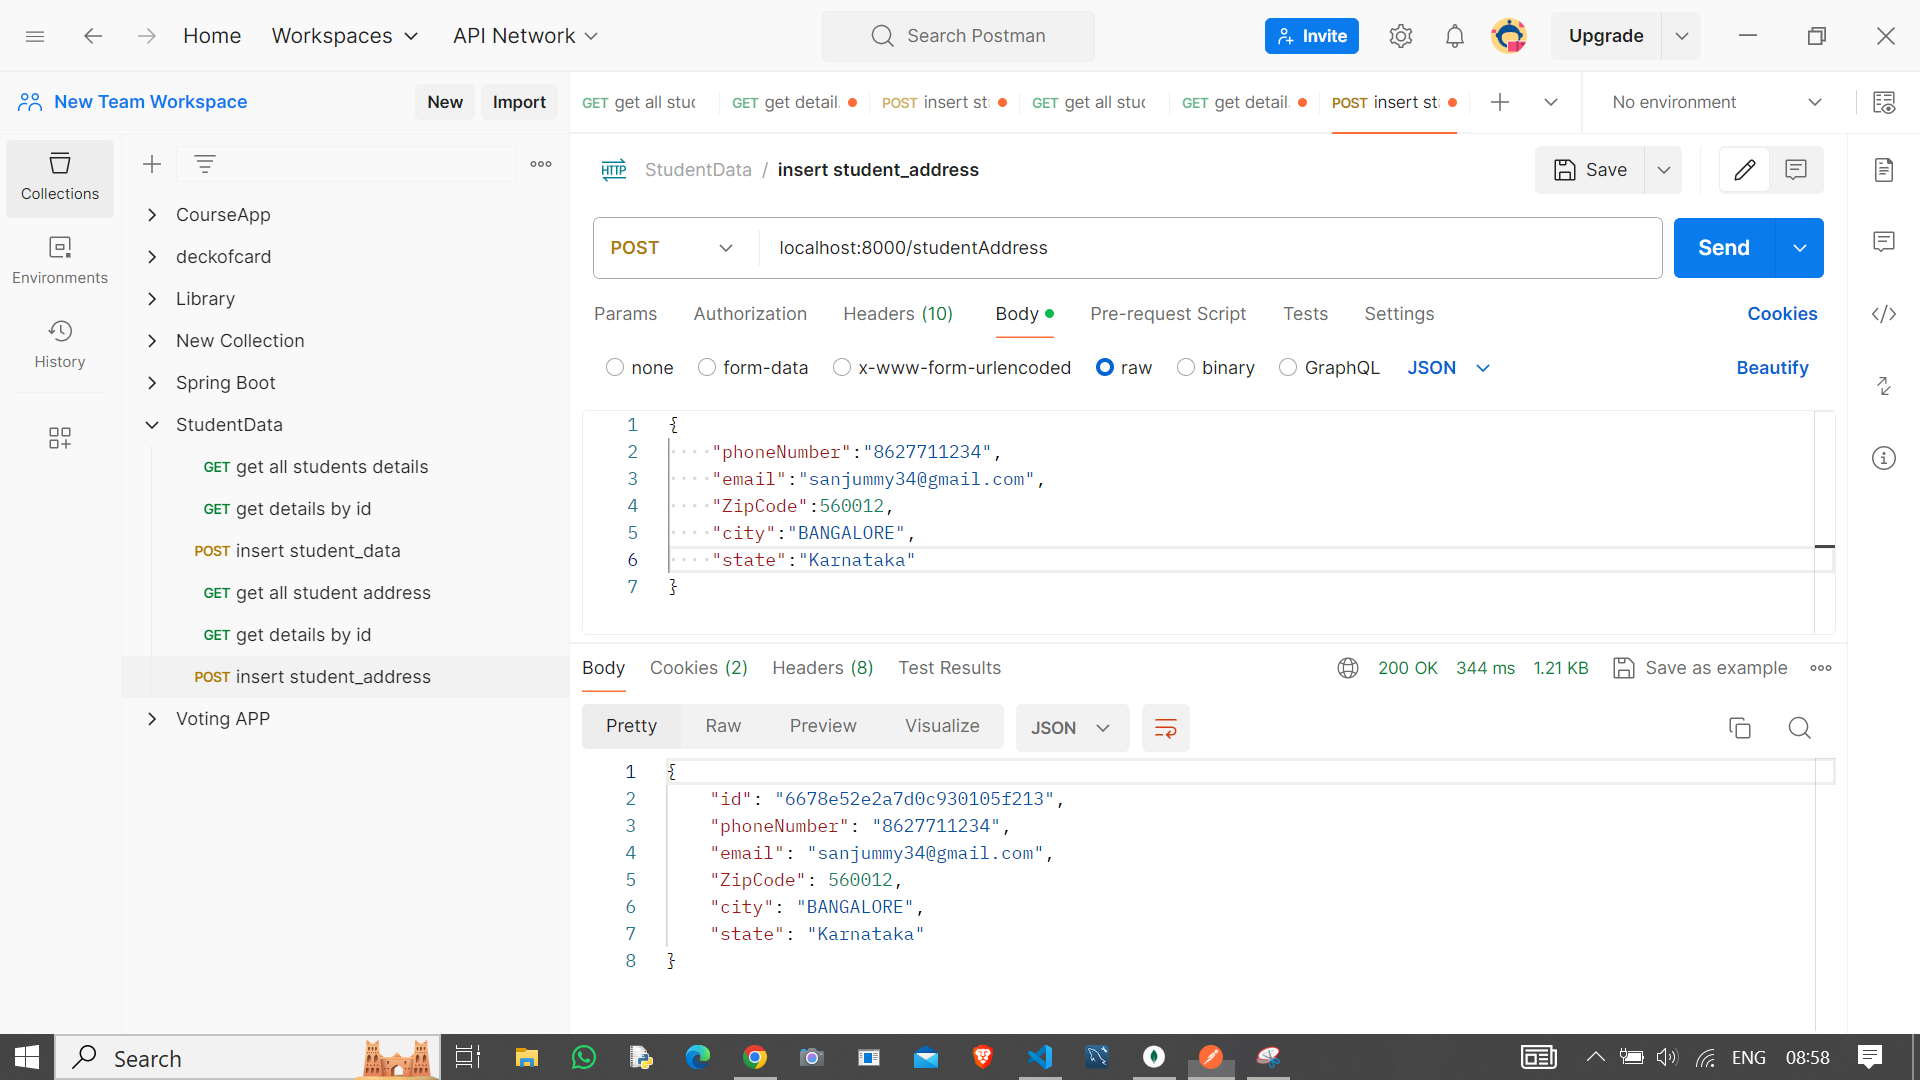 Home Workspaces API Network Search Postman Invite Upgrade
New Team Workspace New Import
GET get all GET get detail. POST insert GET get all GET get detail. POST insert No environment
Collections
Environments
History
CourseApp
deckofcard
Library
New Collection
Spring Boot
StudentData
GET get all students details
GET get details by id
POST insert student_data
GET get all student address
GET get details by id
POST insert student_address
Voting APP
HTTP StudentData / insert student_address Save
POST localhost:8000/studentAddress Send
Params Authorization Headers (10) Body Pre-request Script Tests Settings Cookies
none form-data x-www-form-urlencoded raw binary GraphQL JSON Beautify
1 {
2 ····"phoneNumber":"8627711234",
3 ····"email":"sanjummy34@gmail.com",
4 ····"ZipCode":560012,
5 ····"city":"BANGALORE",
6 ····"state":"Karnataka"
7 }
Body Cookies (2) Headers (8) Test Results 200 OK 344 ms 1.21 KB Save as example
Pretty Raw Preview Visualize JSON
1 {
2 "id": "6678e52e2a7d0c930105f213",
3 "phoneNumber": "8627711234",
4 "email": "sanjummy34@gmail.com",
5 "ZipCode": 560012,
6 "city": "BANGALORE",
7 "state": "Karnataka"
8 }
Search ENG 08:58